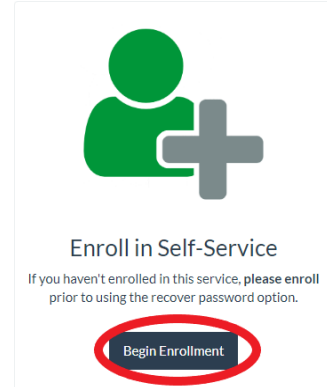 Enroll in Self-Service
If you haven't enrolled in this service, please enroll
prior to using the recover password option.
Begin Enrollment